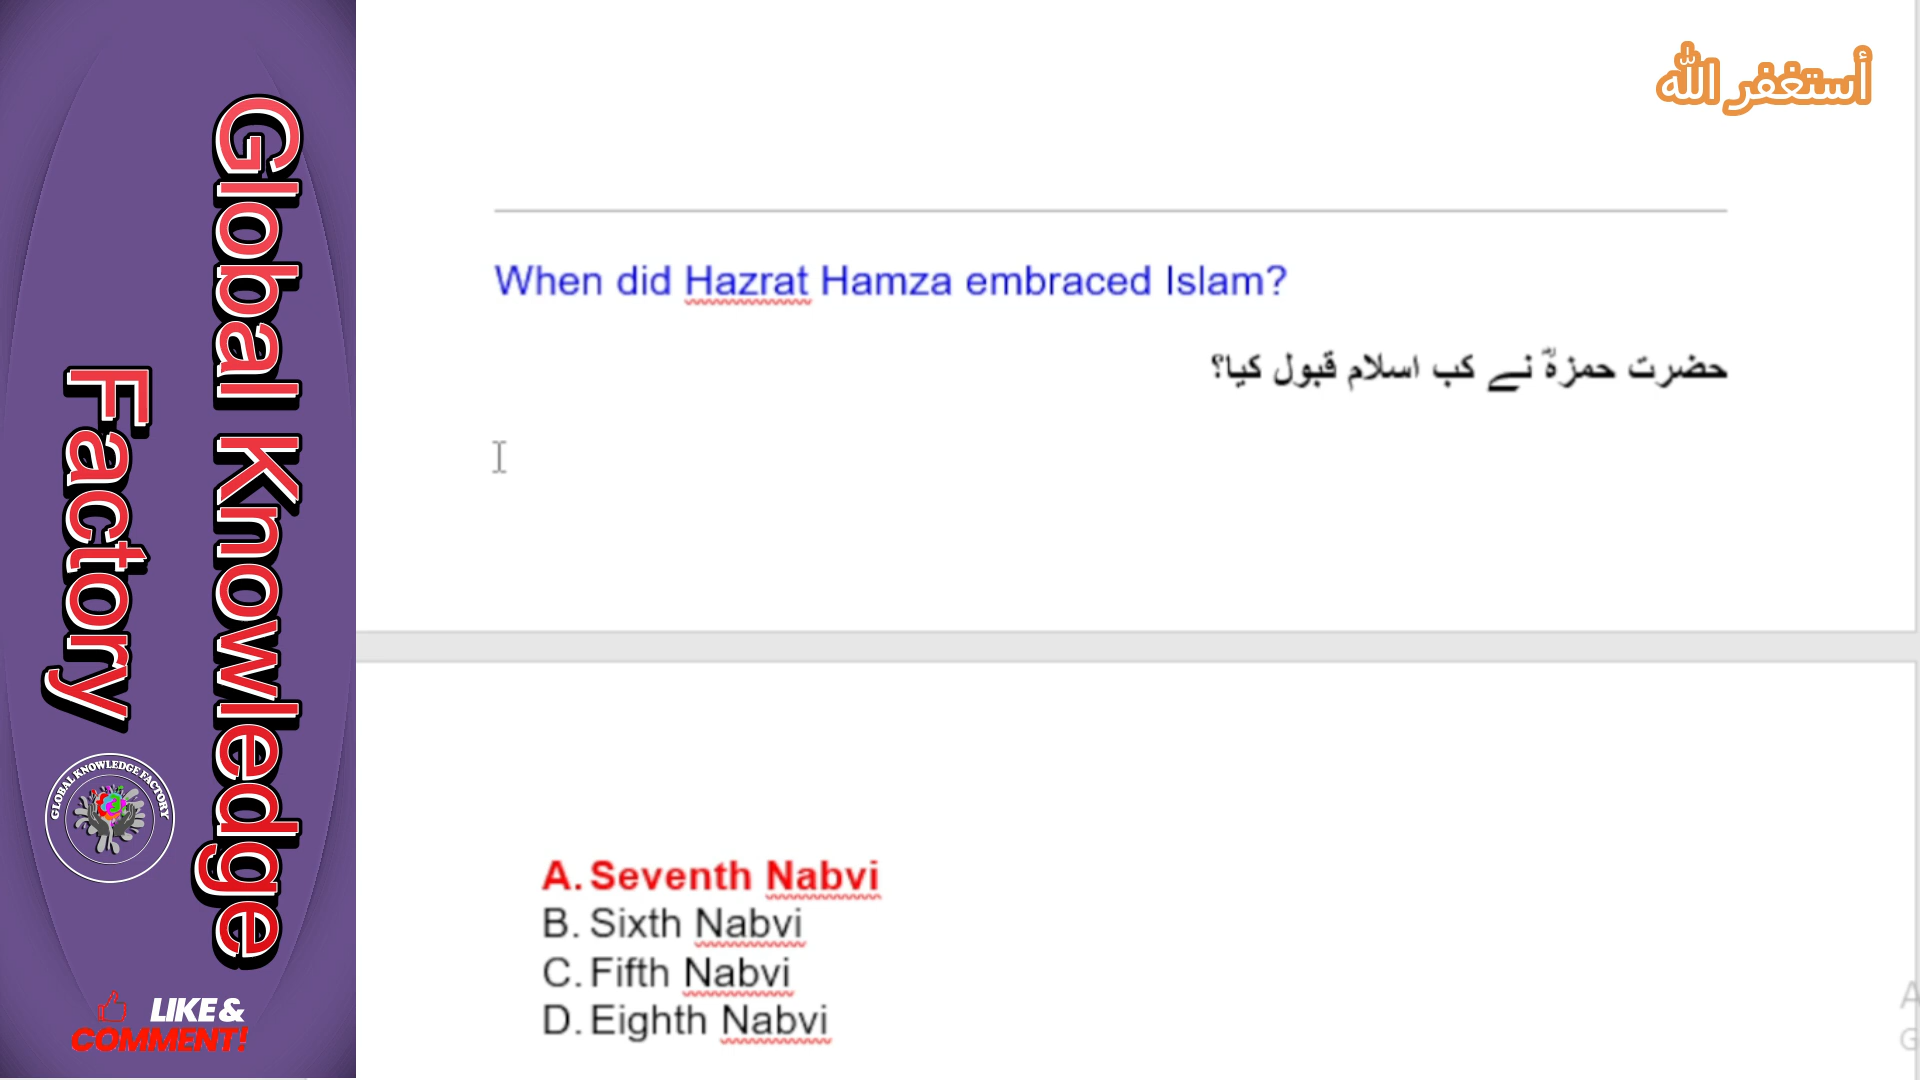 Global Knowledge
Factory
GLOBAL KNOWLEDGE FACTORY
LIKE &
COMMENT!
أستغفر الله
When did Hazrat Hamza embraced Islam?
حضرت حمزہؓ نے کب اسلام قبول کیا؟
A. Seventh Nabvi
B. Sixth Nabvi
C. Fifth Nabvi
D. Eighth Nabvi